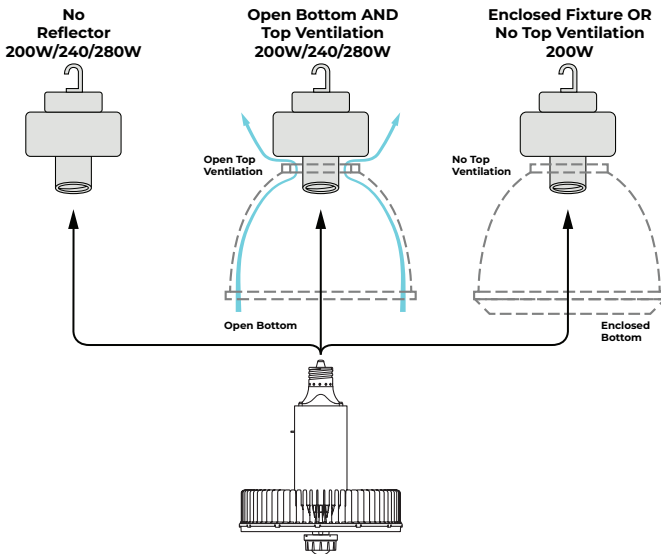 No
Reflector
200W/240/280W
Open Bottom AND
Top Ventilation
200W/240/280W
Enclosed Fixture OR
No Top Ventilation
200W
Open Top
Ventilation
No Top
Ventilation
Open Bottom
Enclosed
Bottom